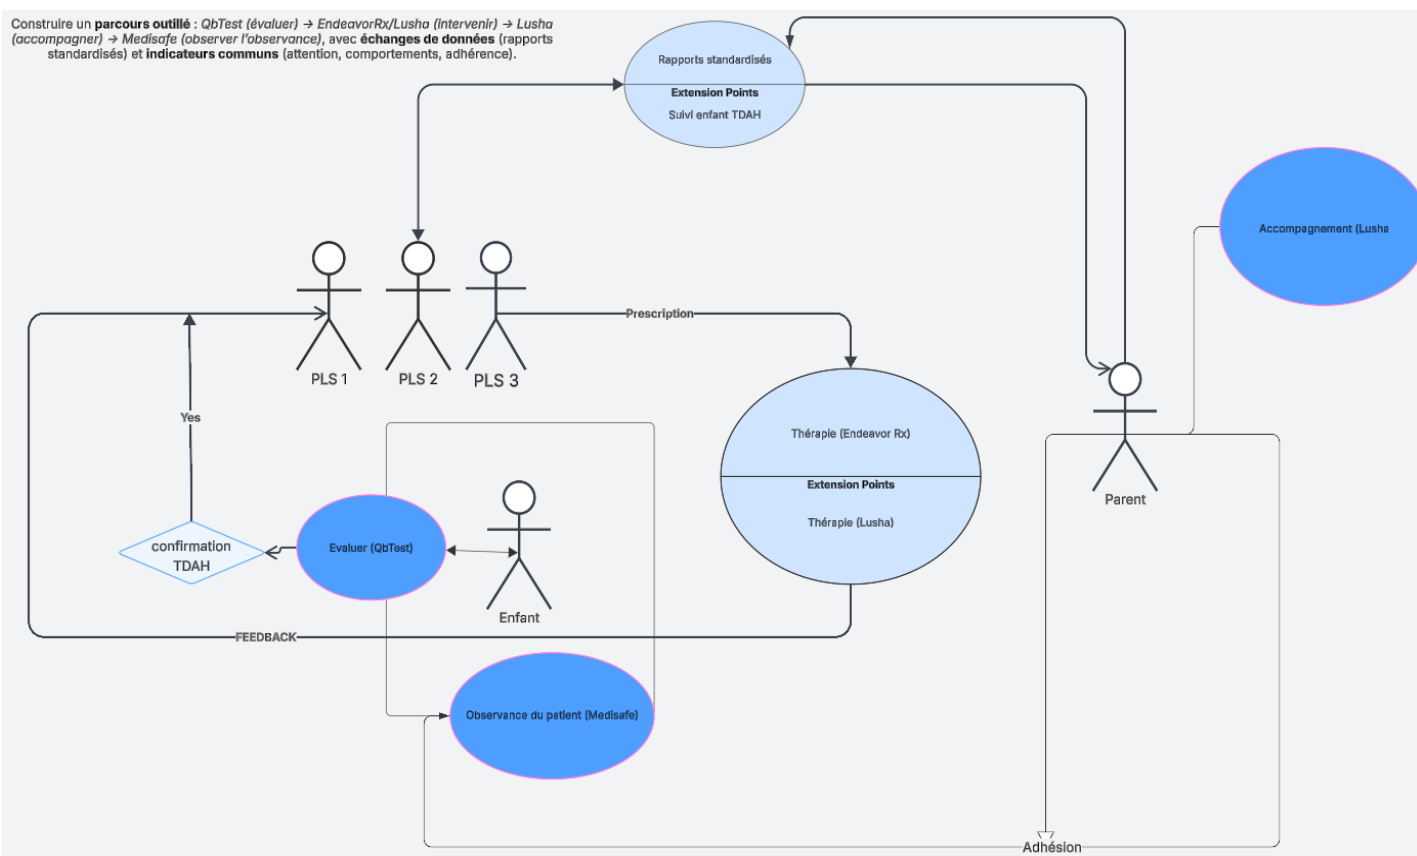 Construire un parcours outillé : QbTest (évaluer) → EndeavorRx/Lusha (intervenir) → Lusha
(accompagner) → Medisafe (observer l'observance), avec échanges de données (rapports
standardisés) et indicateurs communs (attention, comportements, adhérence).
Rapports standardisés
Extension Points
Suivi enfant TDAH
Accompagnement (Lusha
Prescription
PLS 1
PLS 2
PLS 3
Yes
Thérapie (Endeavor Rx)
Extension Points
Thérapie (Lusha)
Parent
confirmation
TDAH
Evaluer (QbTest)
Enfant
FEEDBACK
Observance du patient (Medisafe)
Adhésion